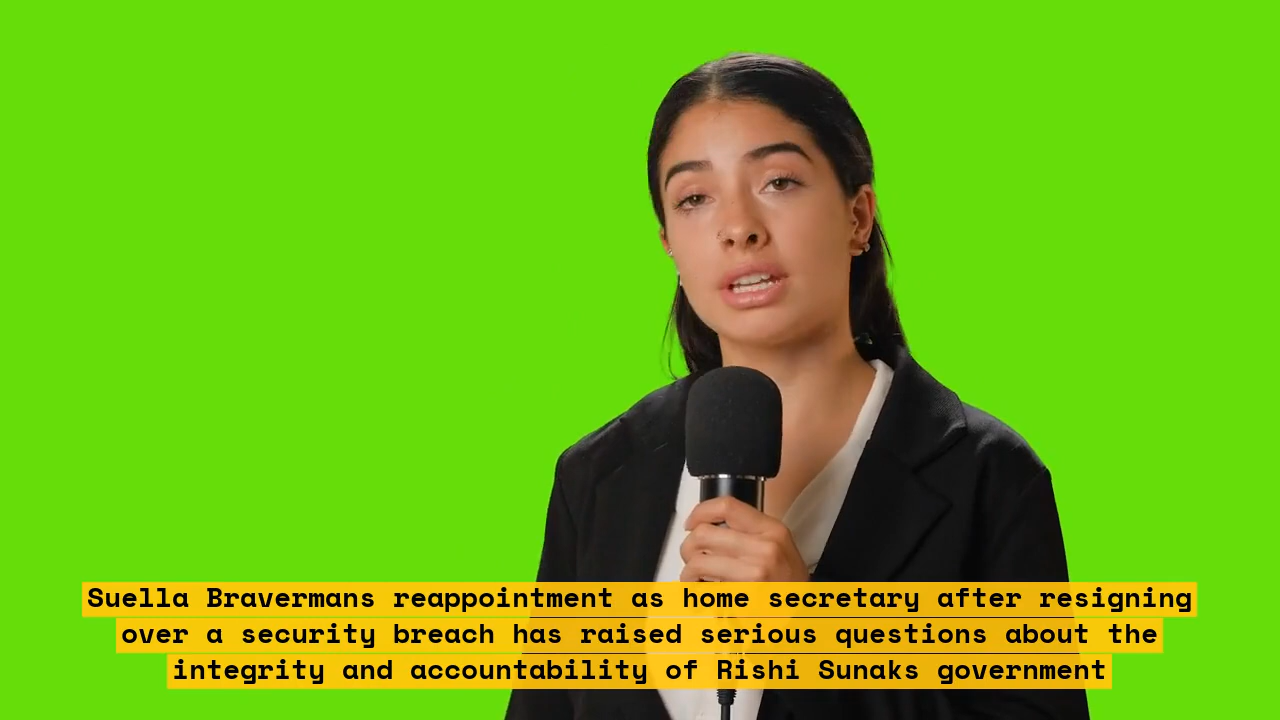 Suella Bravermans reappointment as home secretary after resigning
over a security breach has raised serious questions about the
integrity and accountability of Rishi Sunaks government